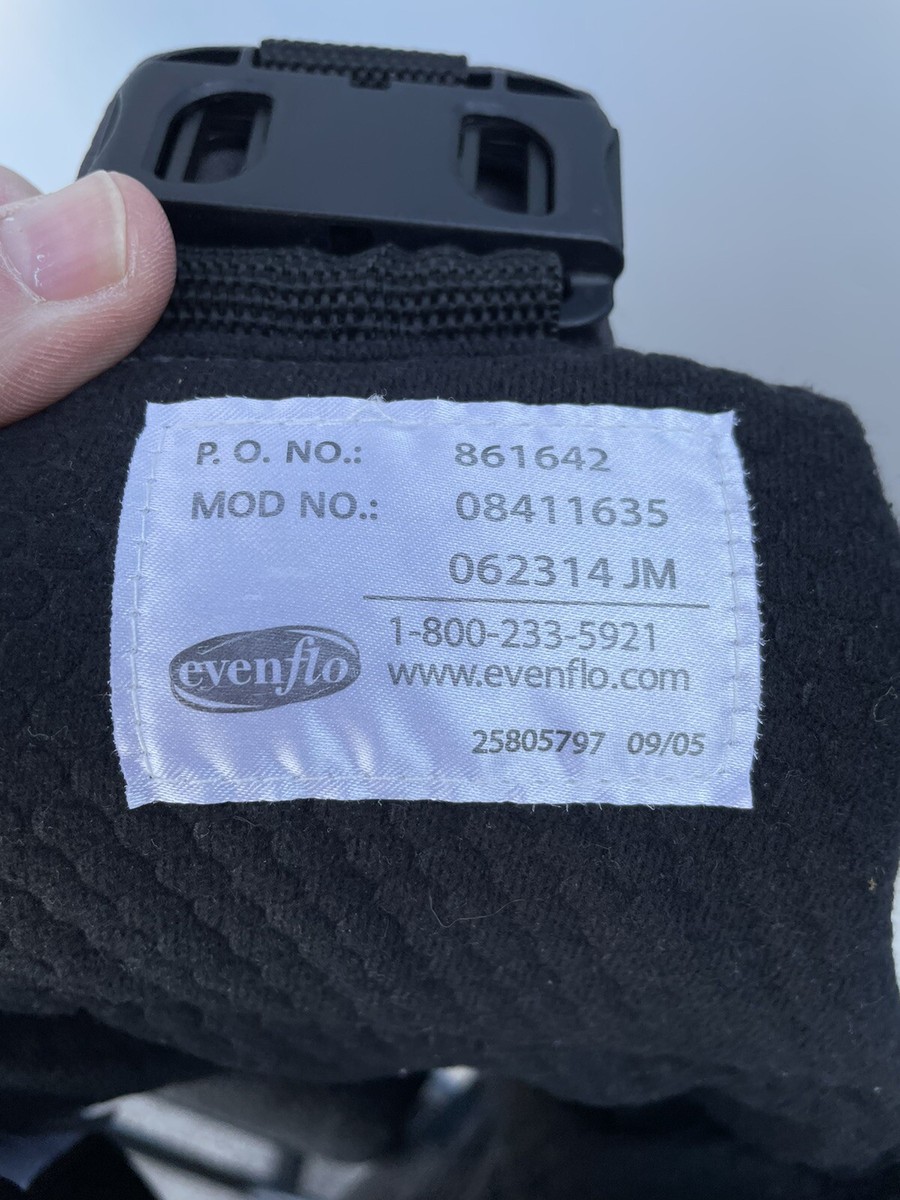 P. O. NO.: 861642
MOD NO.: 08411635
062314 JM
1-800-233-5921
evenflo www.evenflo.com
25805797 09/05